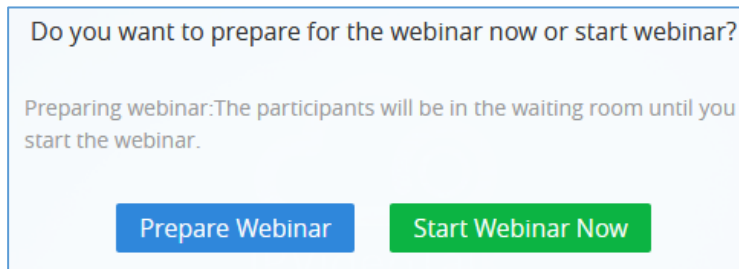 Do you want to prepare for the webinar now or start webinar?
Preparing webinar:The participants will be in the waiting room until you
start the webinar.
Prepare Webinar
Start Webinar Now